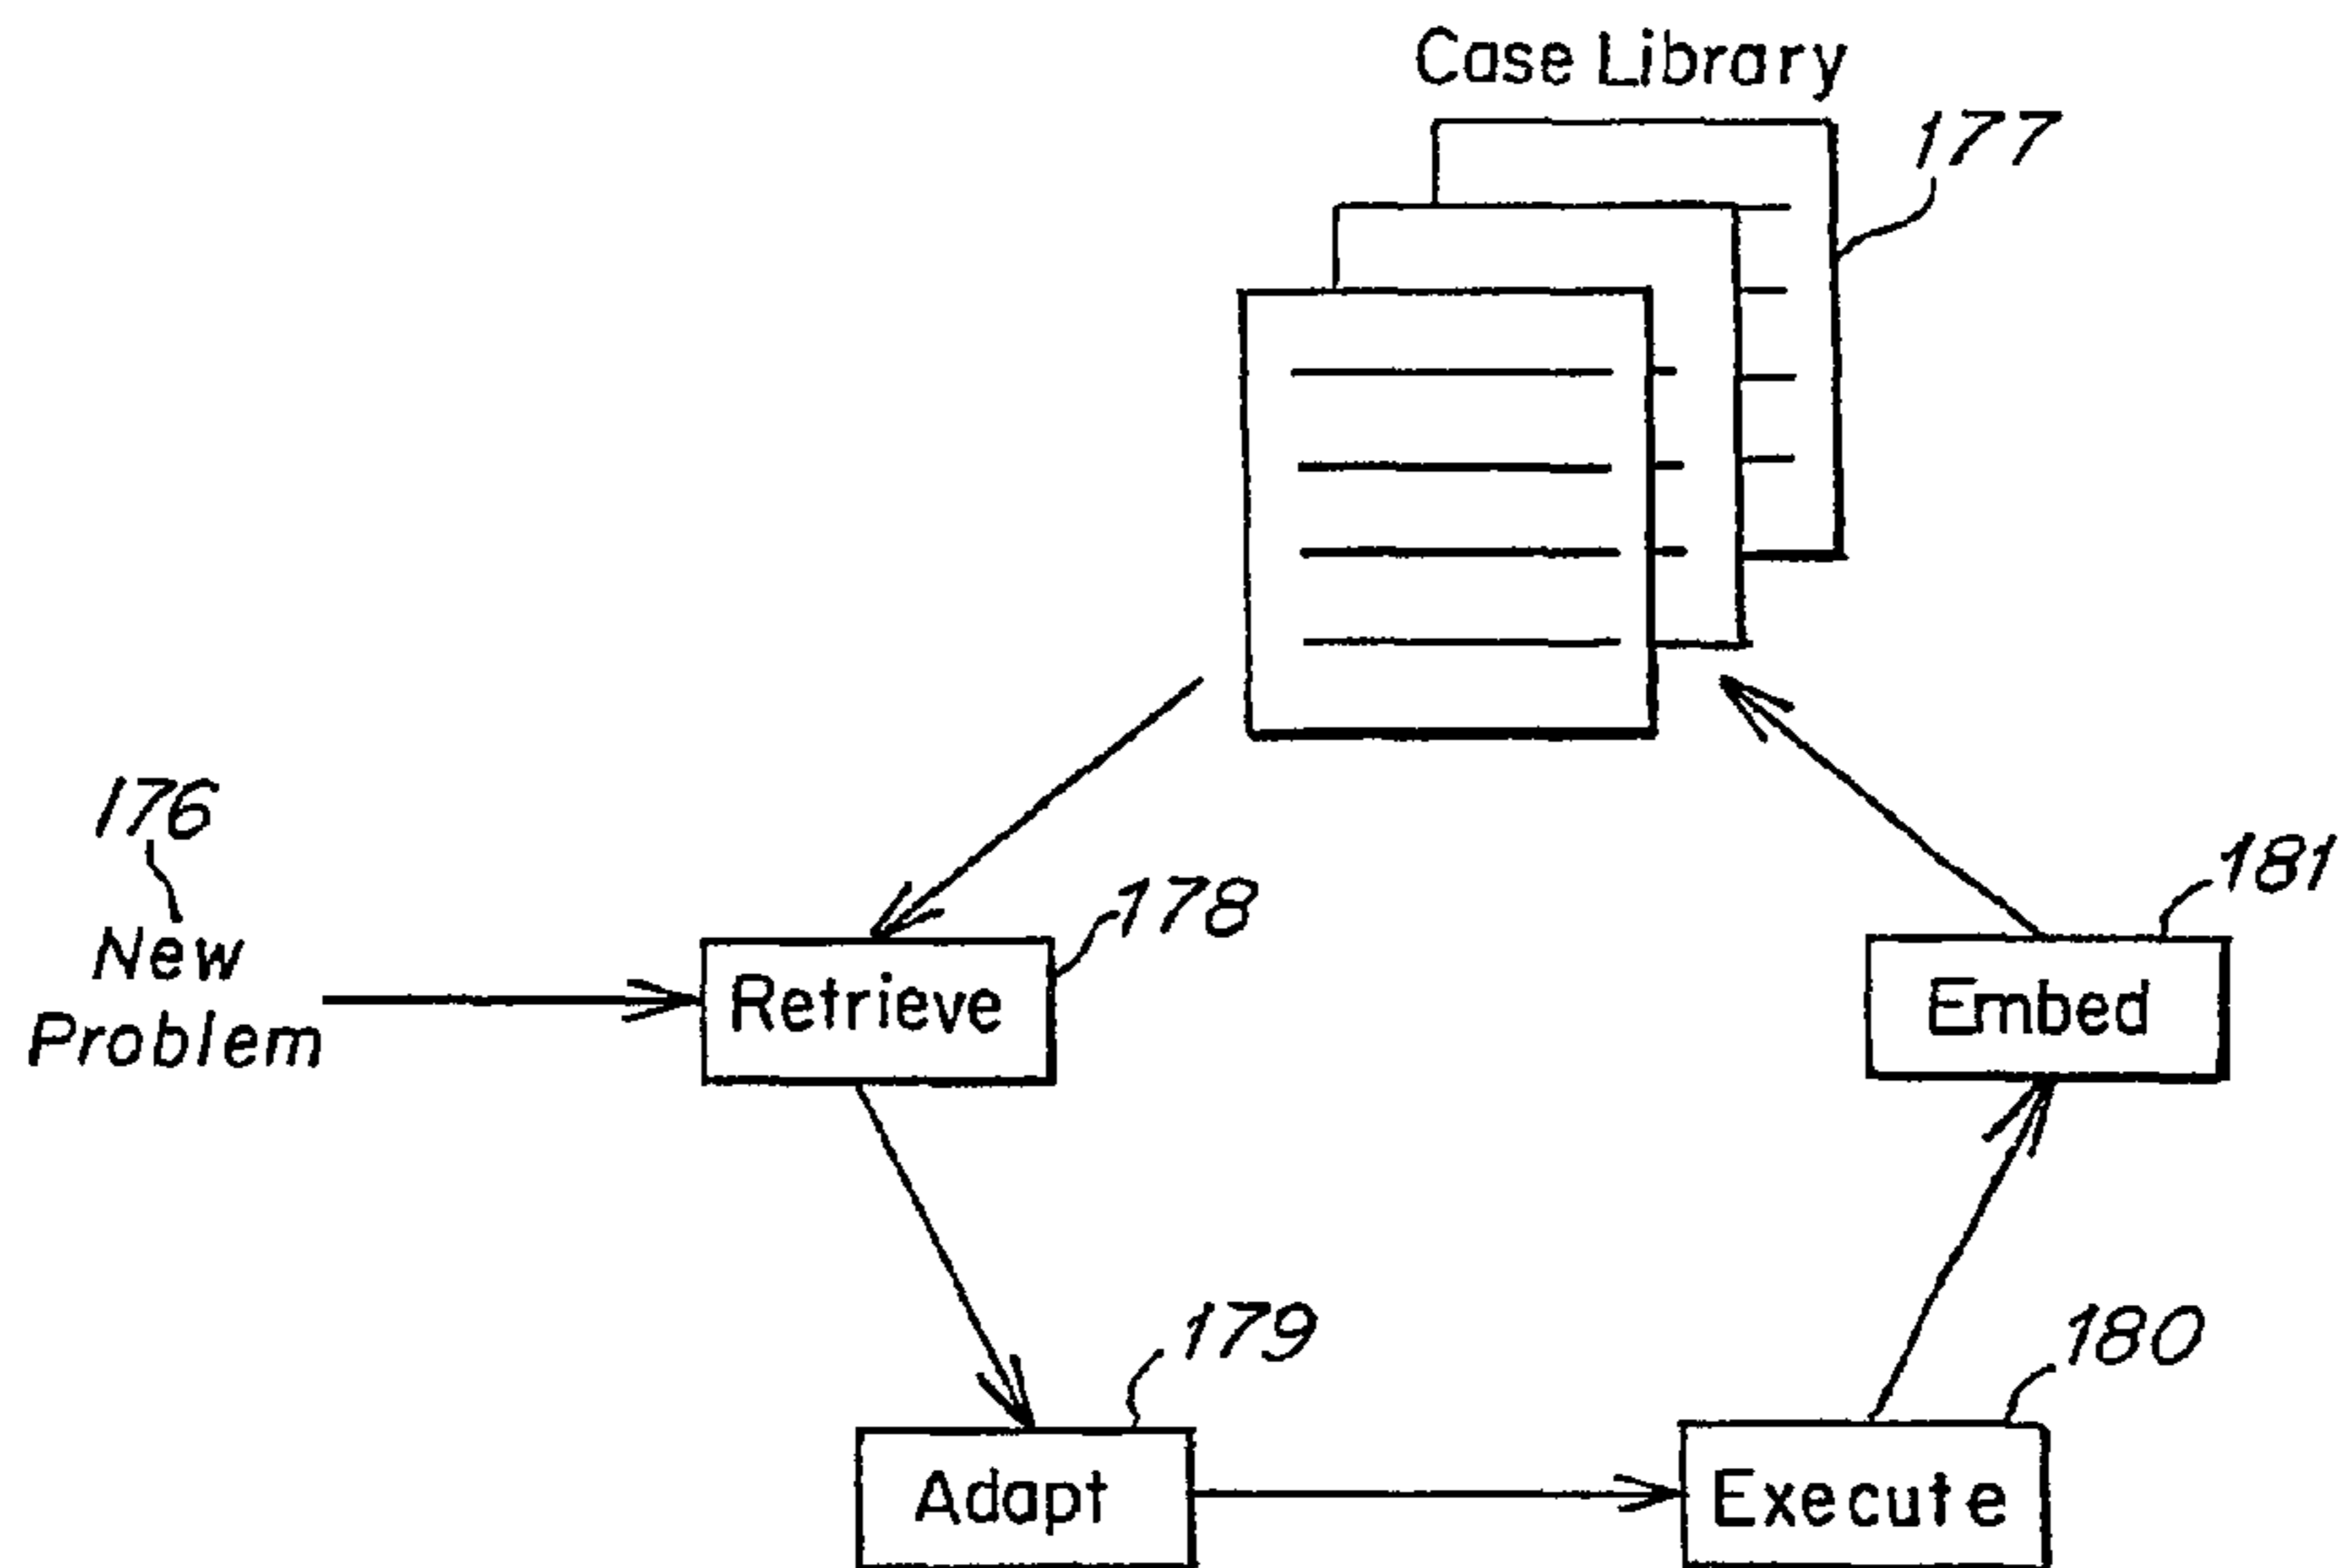 Case Library
177
176
New
Problem
178
Retrieve
181
Embed
179
Adapt
180
Execute